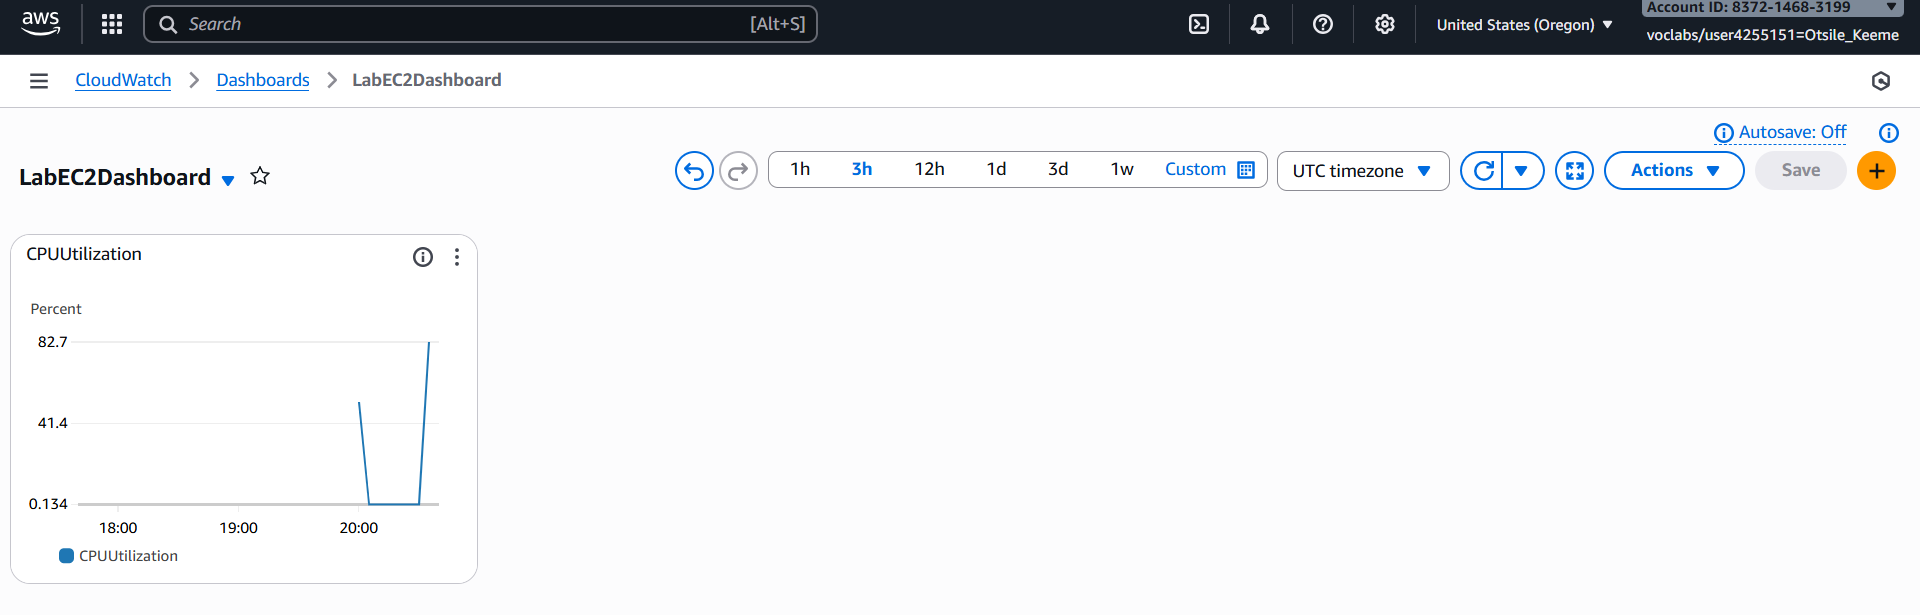 aws
Search
[Alt+S]
United States (Oregon)
Account ID: 8372-1468-3199
voclabs/user4255151=Otsile_Keeme
CloudWatch
Dashboards
LabEC2Dashboard
Autosave: Off
LabEC2Dashboard
1h
3h
12h
1d
3d
1w
Custom
UTC timezone
Actions
Save
CPUUtilization
Percent
82.7
41.4
0.134
18:00
19:00
20:00
CPUUtilization